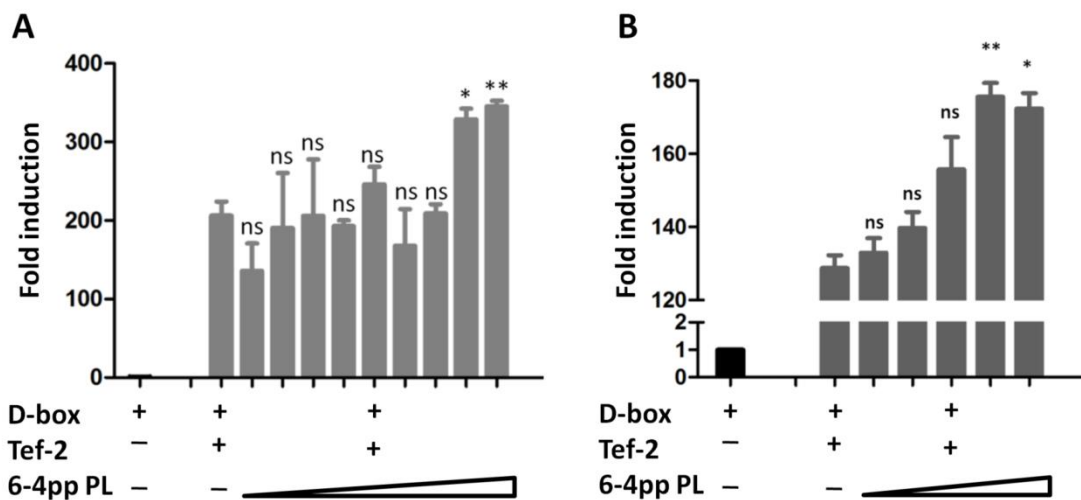 A
Fold induction
400
300
200
100
0
ns
ns
ns
ns
ns
ns
ns
*
**
D-box + + +
Tef-2 – + +
6-4pp PL – –
B
Fold induction
180
160
140
120
2
1
0
ns
ns
ns
**
*
D-box + + +
Tef-2 – + +
6-4pp PL – –